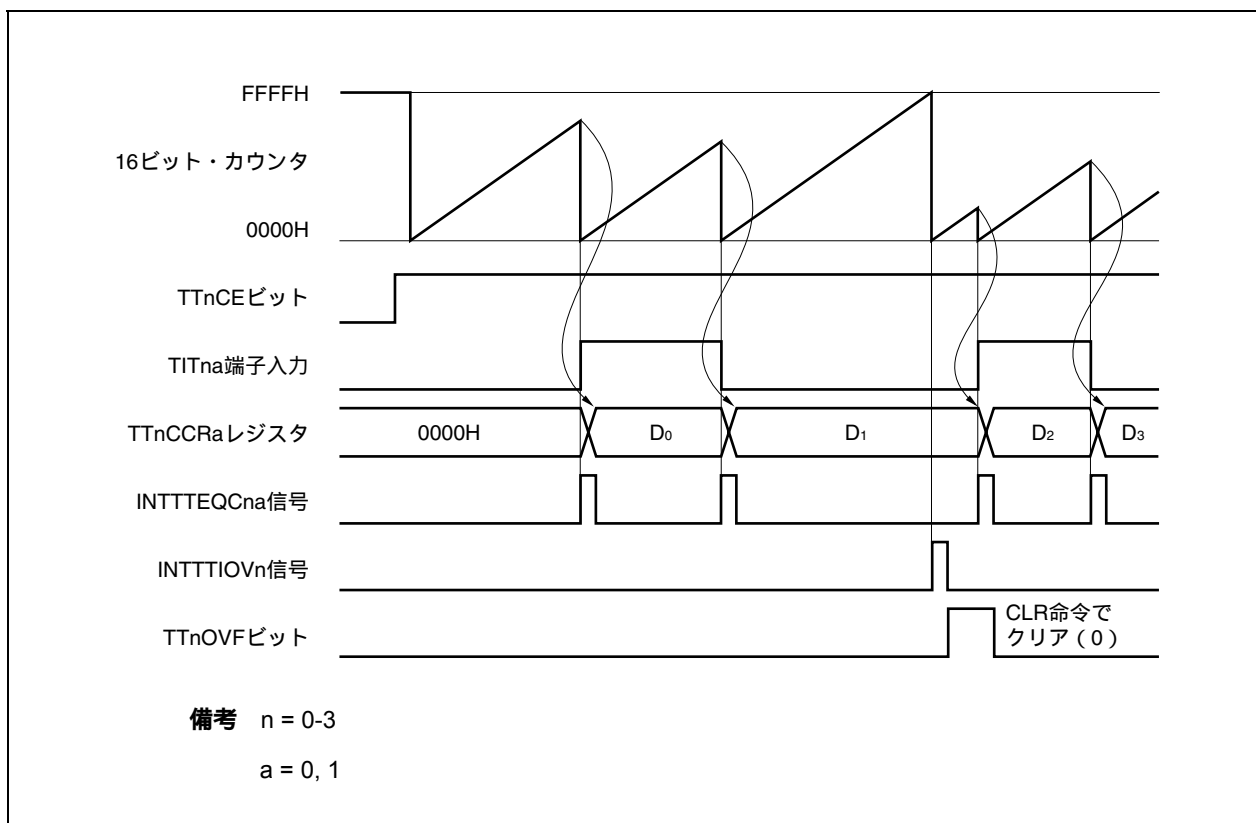 FFFFH
16ビット・カウンタ
0000H
TTnCEビット
TITna端子入力
TTnCCRaレジスタ
0000H
D0
D1
D2
D3
INTTTEQCna信号
INTTTIOVn信号
TTnOVFビット
CLR命令で
クリア(0)
備考 n = 0-3
a = 0, 1